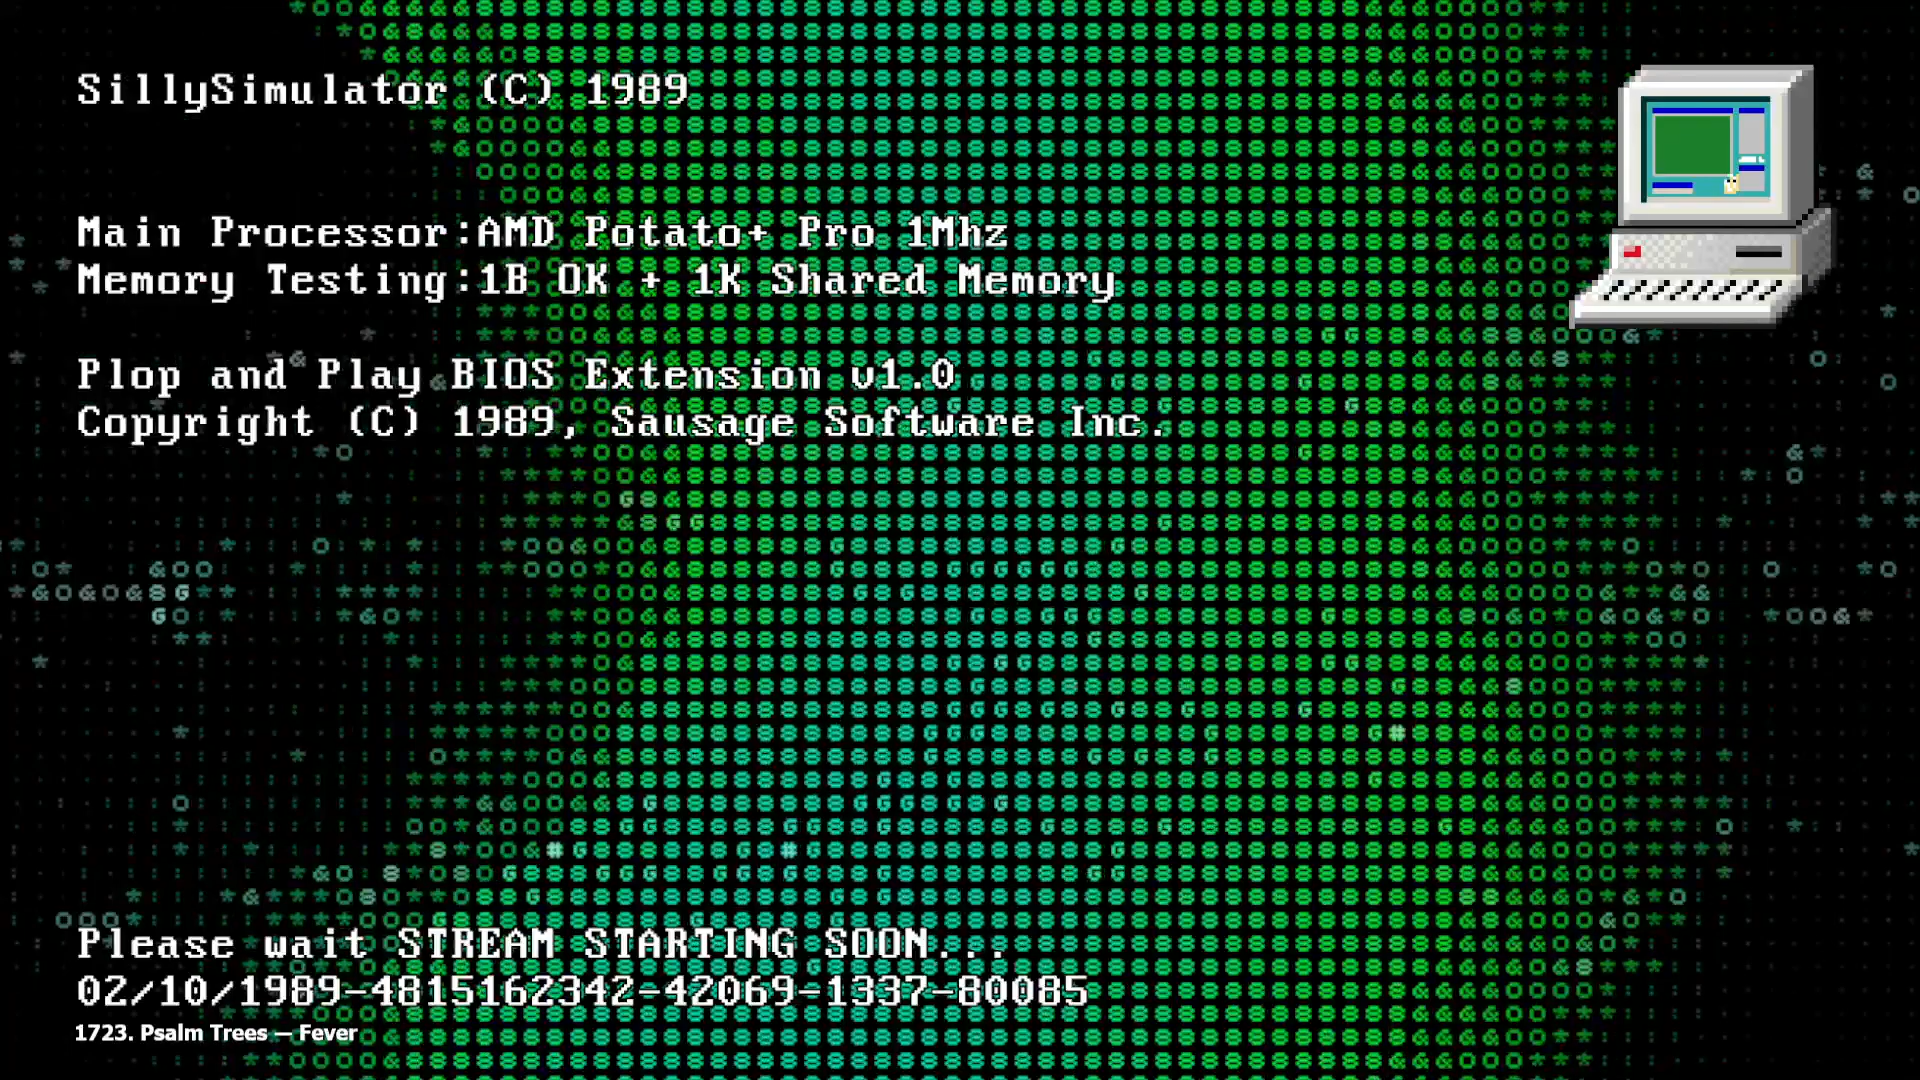 SillySimulator (C) 1989
Main Processor:AMD Potato+ Pro 1Mhz
Memory Testing:1B OK + 1K Shared Memory
Plop and Play BIOS Extension v1.0
Copyright (C) 1989, Sausage Software Inc.
Please wait STREAM STARTING SOON...
02/10/1989-4815162342-42069-1337-80085
1723. Psalm Trees — Fever